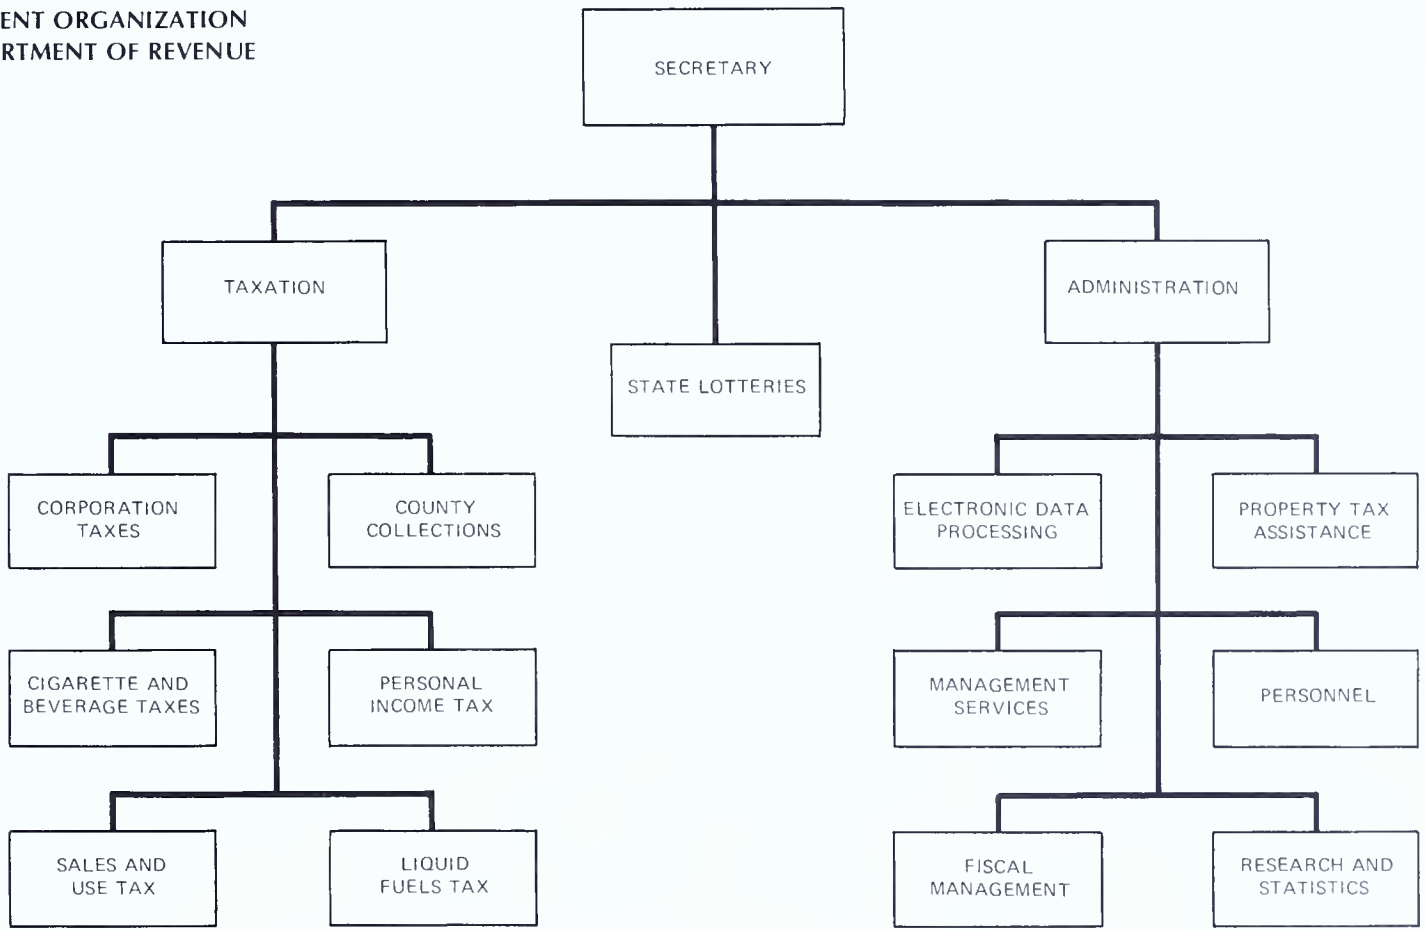 ENT ORGANIZATION
RTMENT OF REVENUE
SECRETARY
TAXATION
ADMINISTRATION
STATE LOTTERIES
CORPORATION
TAXES
COUNTY
COLLECTIONS
ELECTRONIC DATA
PROCESSING
PROPERTY TAX
ASSISTANCE
CIGARETTE AND
BEVERAGE TAXES
PERSONAL
INCOME TAX
MANAGEMENT
SERVICES
PERSONNEL
SALES AND
USE TAX
LIQUID
FUELS TAX
FISCAL
MANAGEMENT
RESEARCH AND
STATISTICS